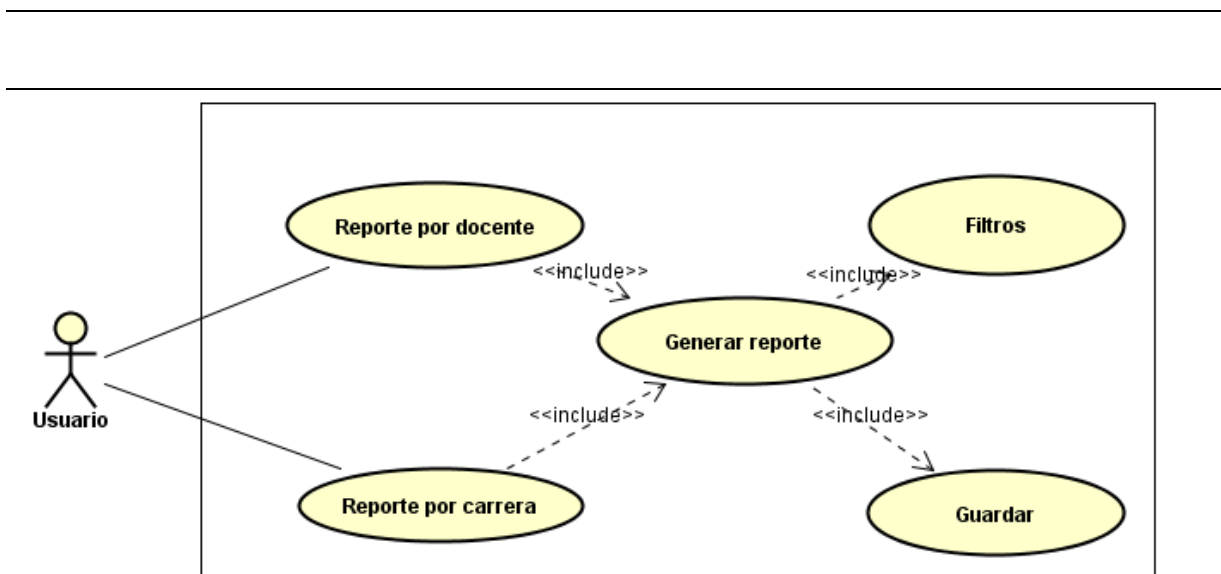 Reporte por docente
Filtros
<<include>>
<<include>>
Generar reporte
Usuario
<<include>>
<<include>>
Reporte por carrera
Guardar